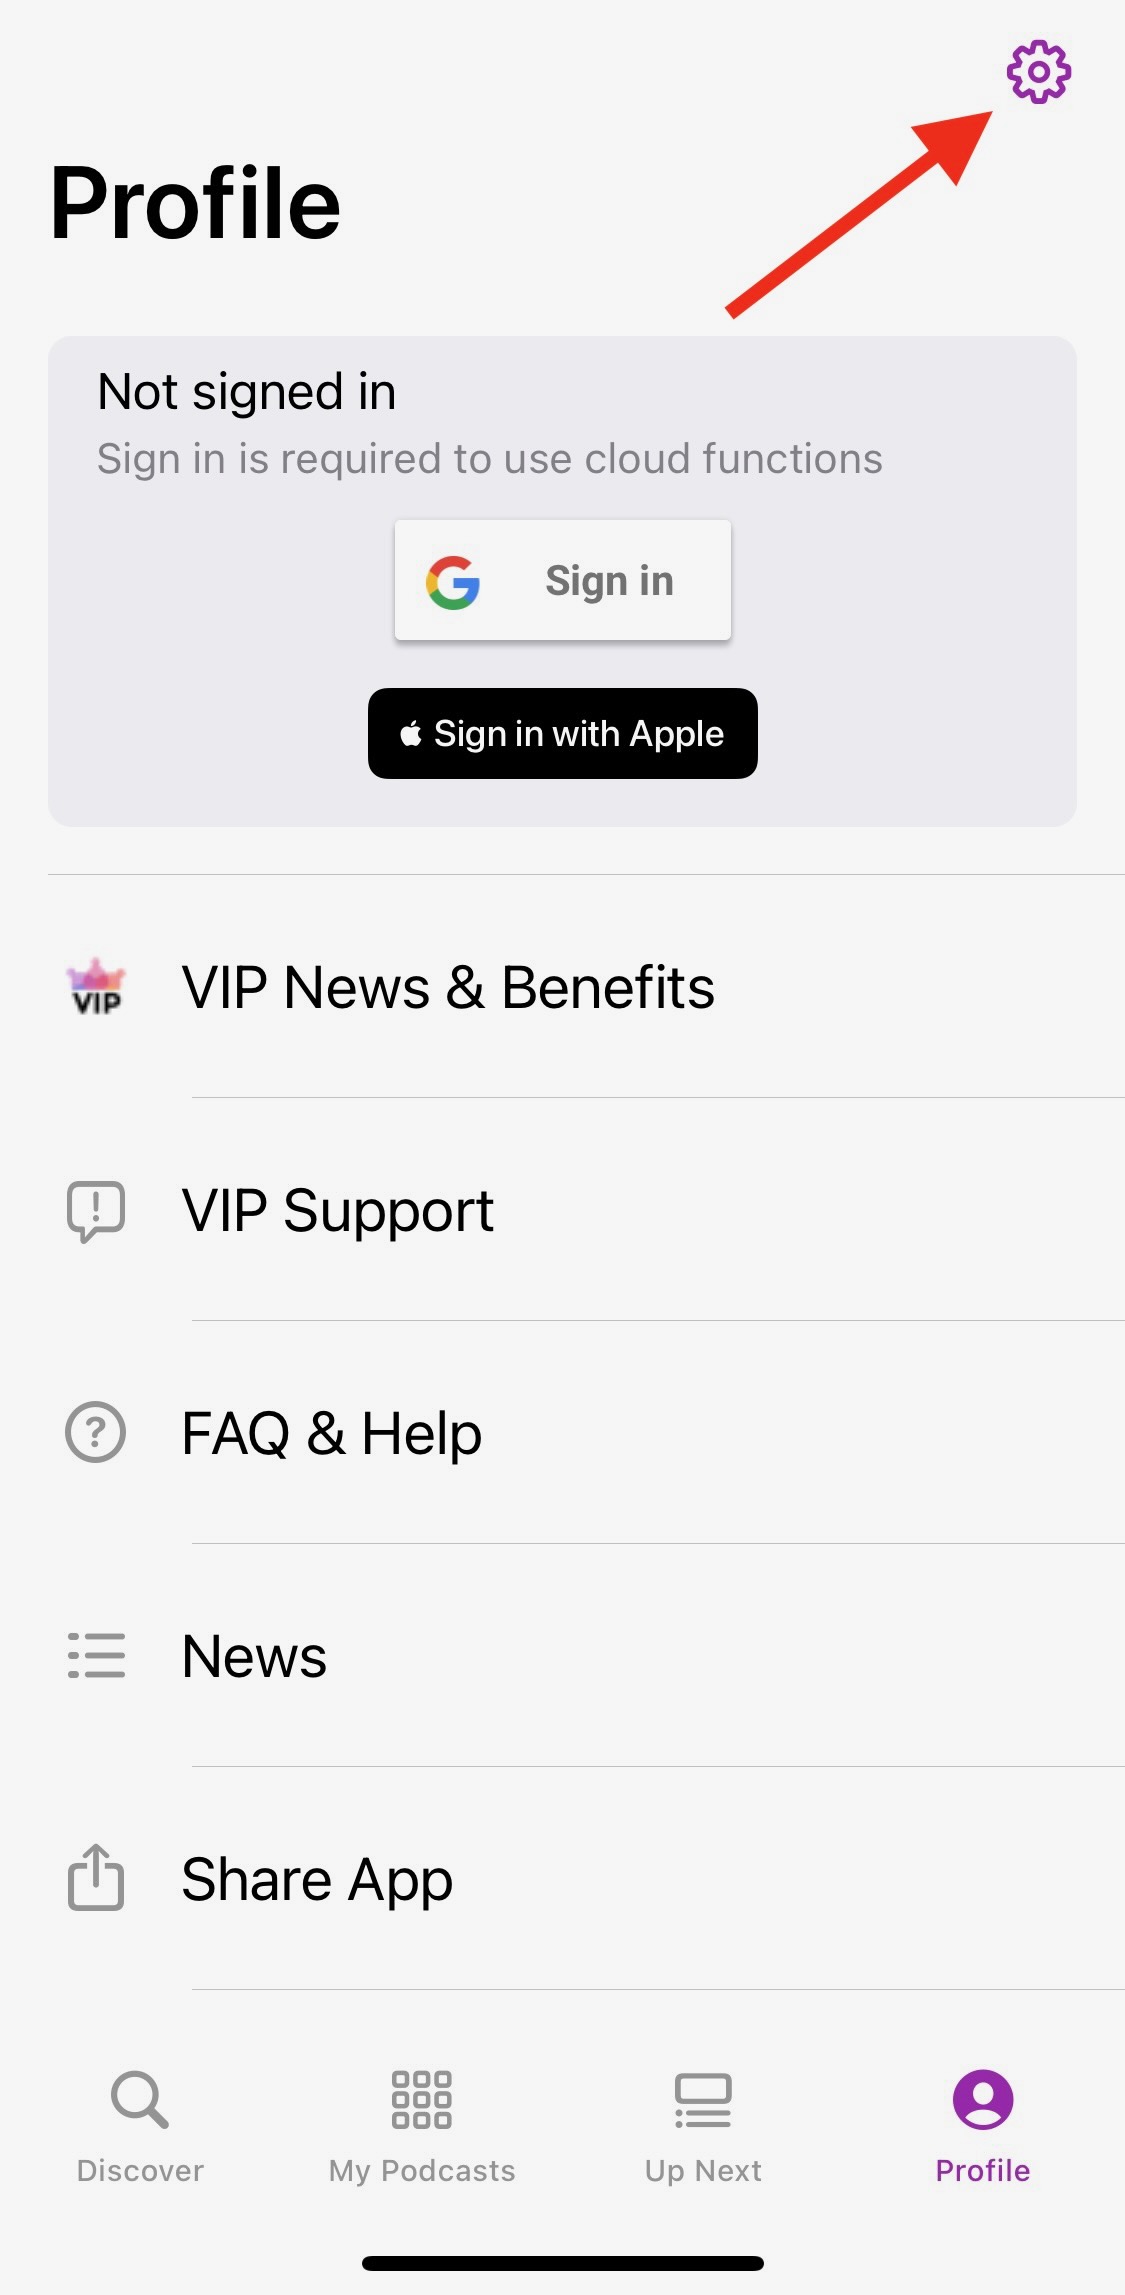 Profile
Not signed in
Sign in is required to use cloud functions
Sign in
Sign in with Apple
VIP
VIP News & Benefits
VIP Support
FAQ & Help
News
Share App
Discover
My Podcasts
Up Next
Profile